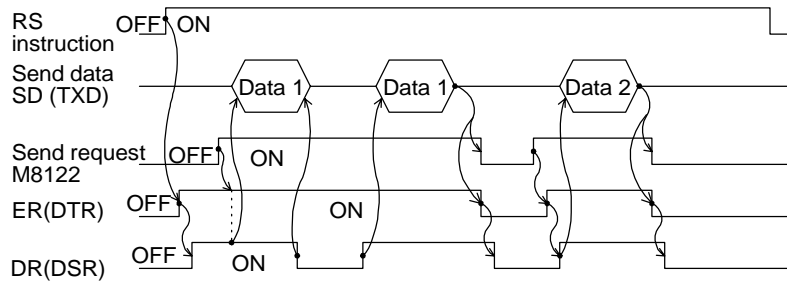 RS
instruction
OFF ON
Send data
SD (TXD)
Data 1
Data 1
Data 2
Send request
M8122
OFF ON
ER(DTR)
OFF ON
DR(DSR)
OFF ON